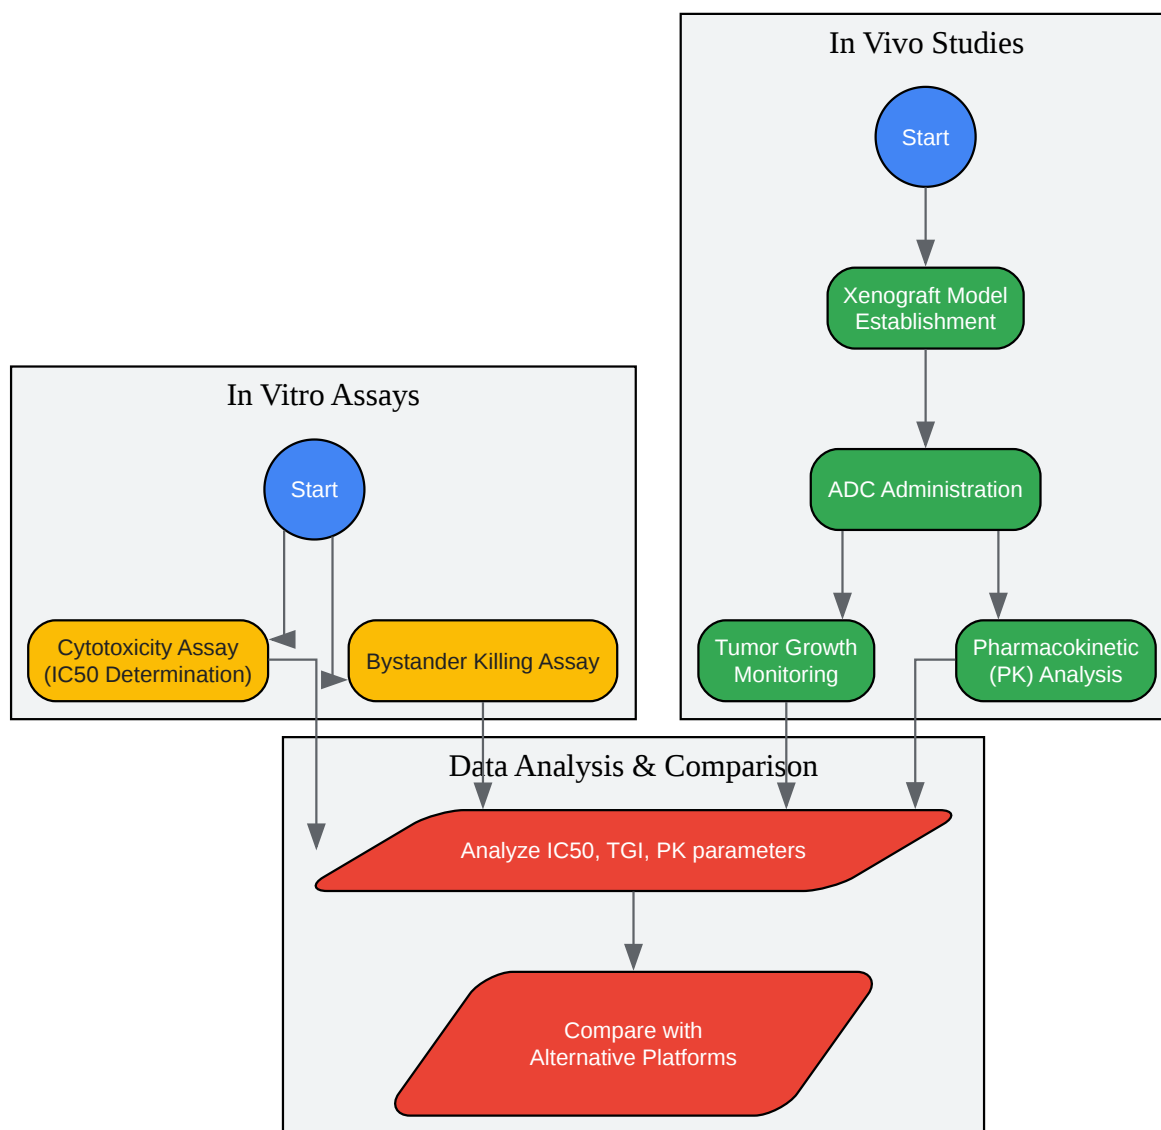 In Vivo Studies
Start
Xenograft Model
Establishment
ADC Administration
Tumor Growth
Monitoring
Pharmacokinetic
(PK) Analysis
In Vitro Assays
Start
Cytotoxicity Assay
(IC50 Determination)
Bystander Killing Assay
Data Analysis & Comparison
Analyze IC50, TGI, PK parameters
Compare with
Alternative Platforms